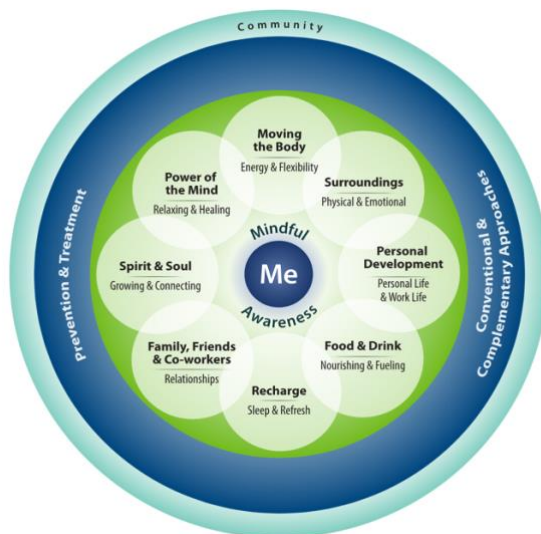 Community
Prevention & Treatment
Conventional &
Complementary Approaches
Moving
the Body
Energy & Flexibility
Surroundings
Physical & Emotional
Personal
Development
Personal Life
& Work Life
Food & Drink
Nourishing & Fueling
Recharge
Sleep & Refresh
Family, Friends
& Co-workers
Relationships
Spirit & Soul
Growing & Connecting
Power of
the Mind
Relaxing & Healing
Mindful
Me
Awareness